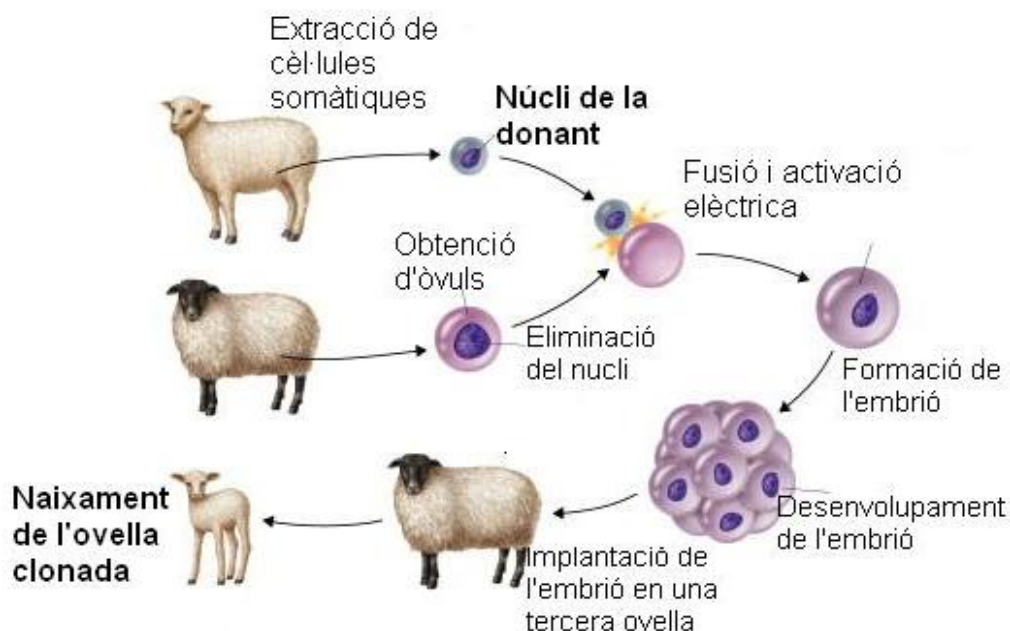 Extracció de
cèl·lules
somàtiques
Núcli de la
donant
Fusió i activació
elèctrica
Obtenció
d'òvuls
Eliminació
del nucli
Formació de
l'embrió
Desenvolupament
de l'embrió
Implantació de
l'embrió en una
tercera ovella
Naixament
de l'ovella
clonada